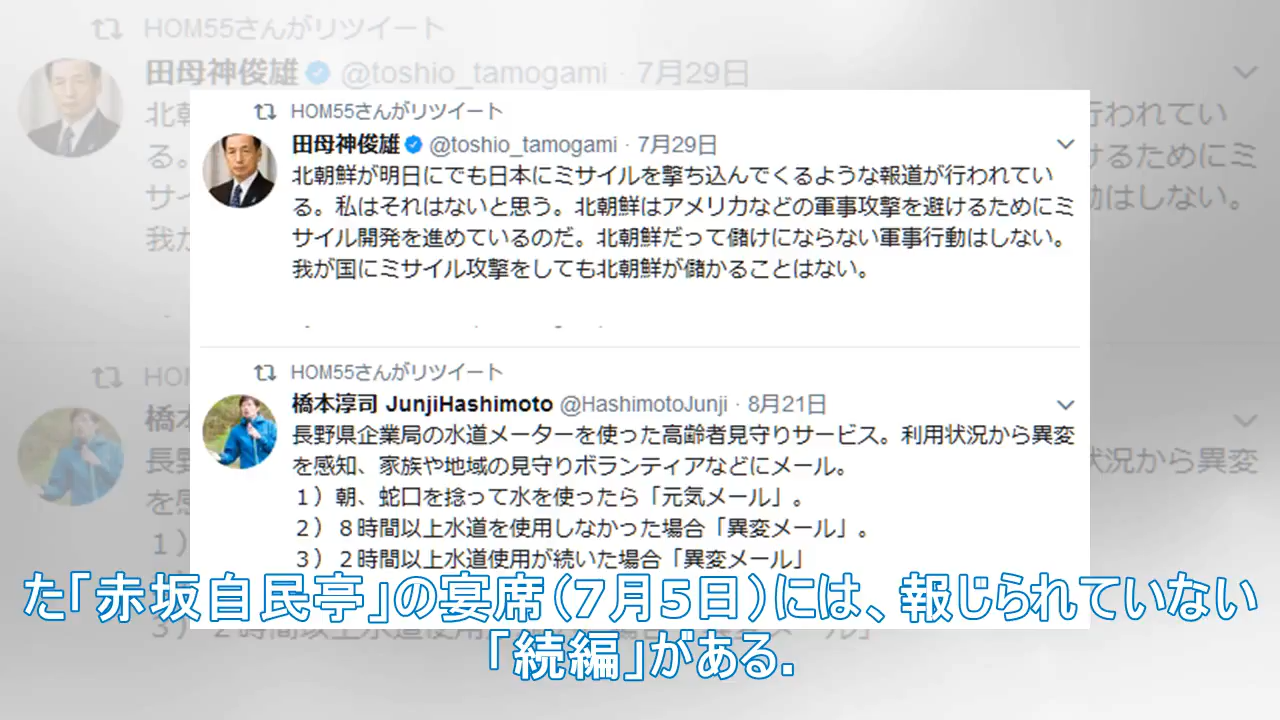 HOM55さんがリツイート
田母神俊雄 @toshio_tamogami · 7月29日
北朝鮮が明日にでも日本にミサイルを撃ち込んでくるような報道が行われてい
る。私はそれはないと思う。北朝鮮はアメリカなどの軍事攻撃を避けるためにミ
サイル開発を進めているのだ。北朝鮮だって儲けにならない軍事行動はしない。
我が国にミサイル攻撃をしても北朝鮮が儲かることはない。
HOM55さんがリツイート
橋本淳司 JunjiHashimoto @HashimotoJunji · 8月21日
長野県企業局の水道メーターを使った高齢者見守りサービス。利用状況から異変
を感知、家族や地域の見守りボランティアなどにメール。
１）朝、蛇口を捻って水を使ったら「元気メール」。
２）８時間以上水道を使用しなかった場合「異変メール」。
３）２時間以上水道使用が続いた場合「異変メール」
た「赤坂自民亭」の宴席（7月5日）には、報じられていない
「続編」がある.